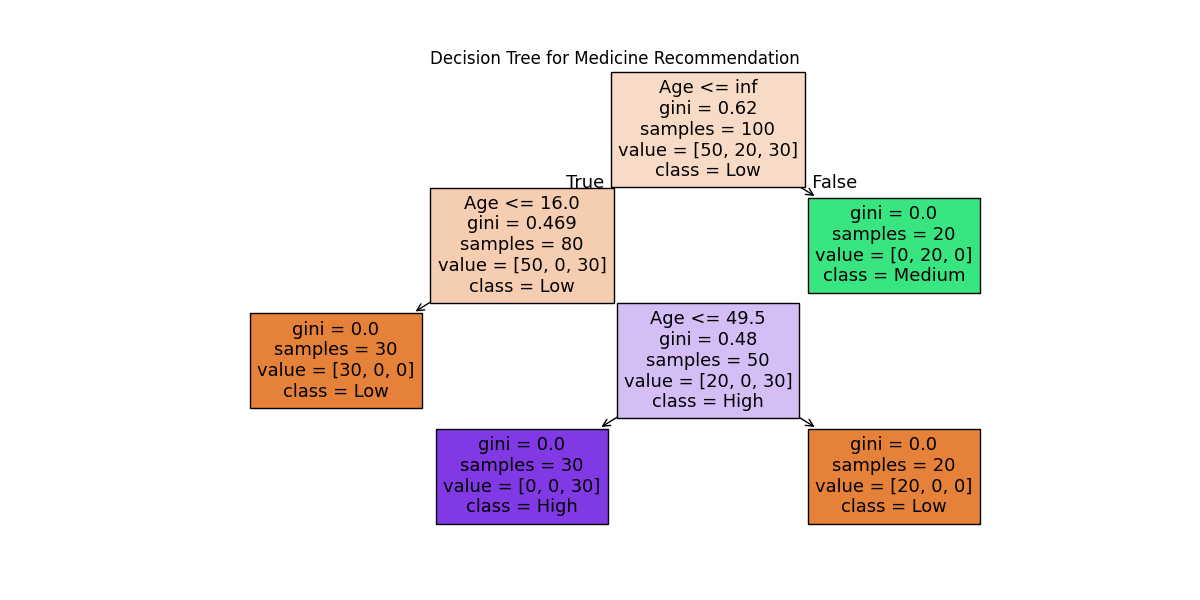 Decision Tree for Medicine Recommendation
Age <= inf
gini = 0.62
samples = 100
value = [50, 20, 30]
class = Low
True
False
Age <= 16.0
gini = 0.469
samples = 80
value = [50, 0, 30]
class = Low
gini = 0.0
samples = 20
value = [0, 20, 0]
class = Medium
gini = 0.0
samples = 30
value = [30, 0, 0]
class = Low
Age <= 49.5
gini = 0.48
samples = 50
value = [20, 0, 30]
class = High
gini = 0.0
samples = 30
value = [0, 0, 30]
class = High
gini = 0.0
samples = 20
value = [20, 0, 0]
class = Low